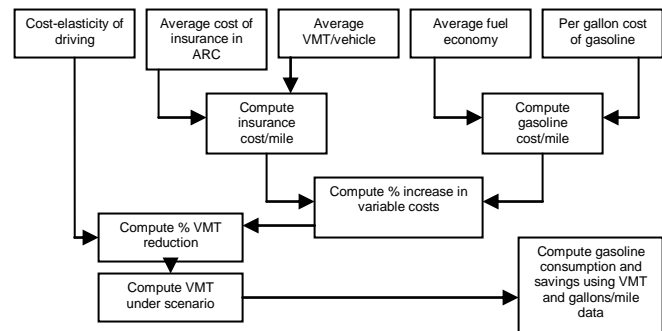 Cost-elasticity of
driving
Average cost of
insurance in
ARC
Average
VMT/vehicle
Average fuel
economy
Per gallon cost
of gasoline
Compute
insurance
cost/mile
Compute
gasoline
cost/mile
Compute % increase in
variable costs
Compute % VMT
reduction
Compute VMT
under scenario
Compute gasoline
consumption and
savings using VMT
and gallons/mile
data